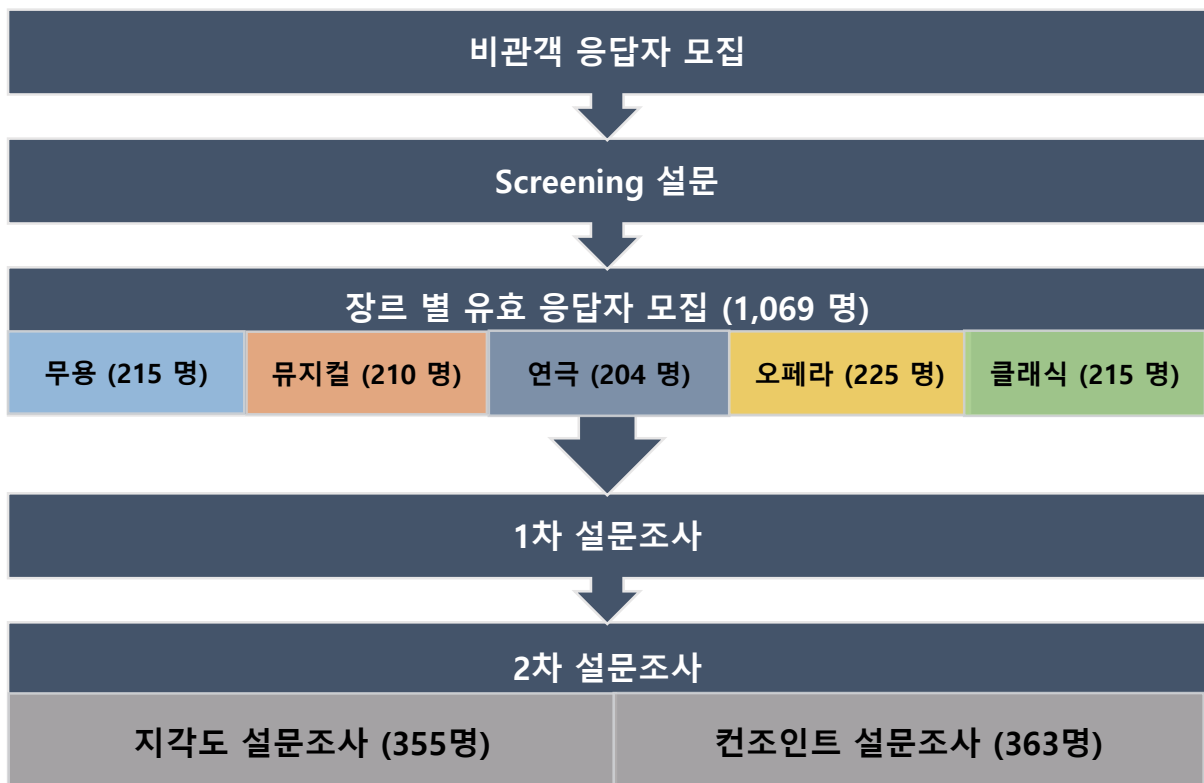 비관객 응답자 모집
Screening 설문
장르 별 유효 응답자 모집 (1,069 명)
무용 (215 명)
뮤지컬 (210 명)
연극 (204 명)
오페라 (225 명)
클래식 (215 명)
1차 설문조사
2차 설문조사
지각도 설문조사 (355명)
컨조인트 설문조사 (363명)